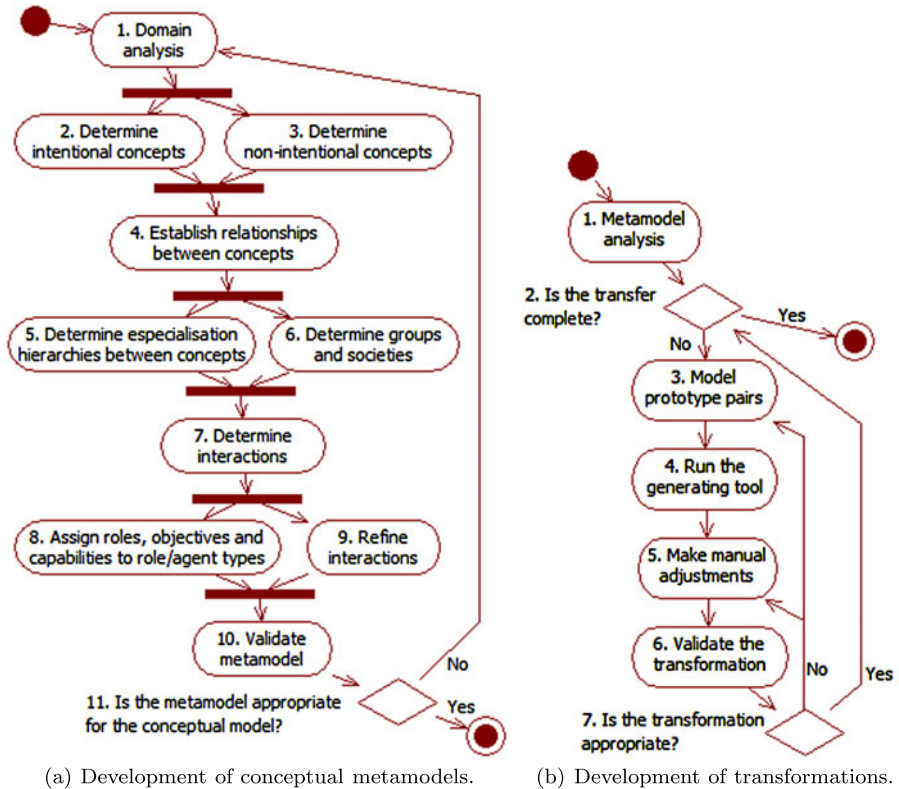 1. Domain
analysis
2. Determine
intentional concepts
3. Determine
non-intentional concepts
4. Establish relationships
between concepts
5. Determine especialisation
hierarchies between concepts
6. Determine groups
and societies
7. Determine
interactions
8. Assign roles, objectives and
capabilities to role/agent types
9. Refine
interactions
10. Validate
metamodel
No
11. Is the metamodel appropriate
for the conceptual model?
Yes
(a) Development of conceptual metamodels.
1. Metamodel
analysis
2. Is the transfer
complete?
Yes
No
3. Model
prototype pairs
4. Run the
generating tool
5. Make manual
adjustments
6. Validate the
transformation
No
Yes
7. Is the transformation
appropriate?
(b) Development of transformations.